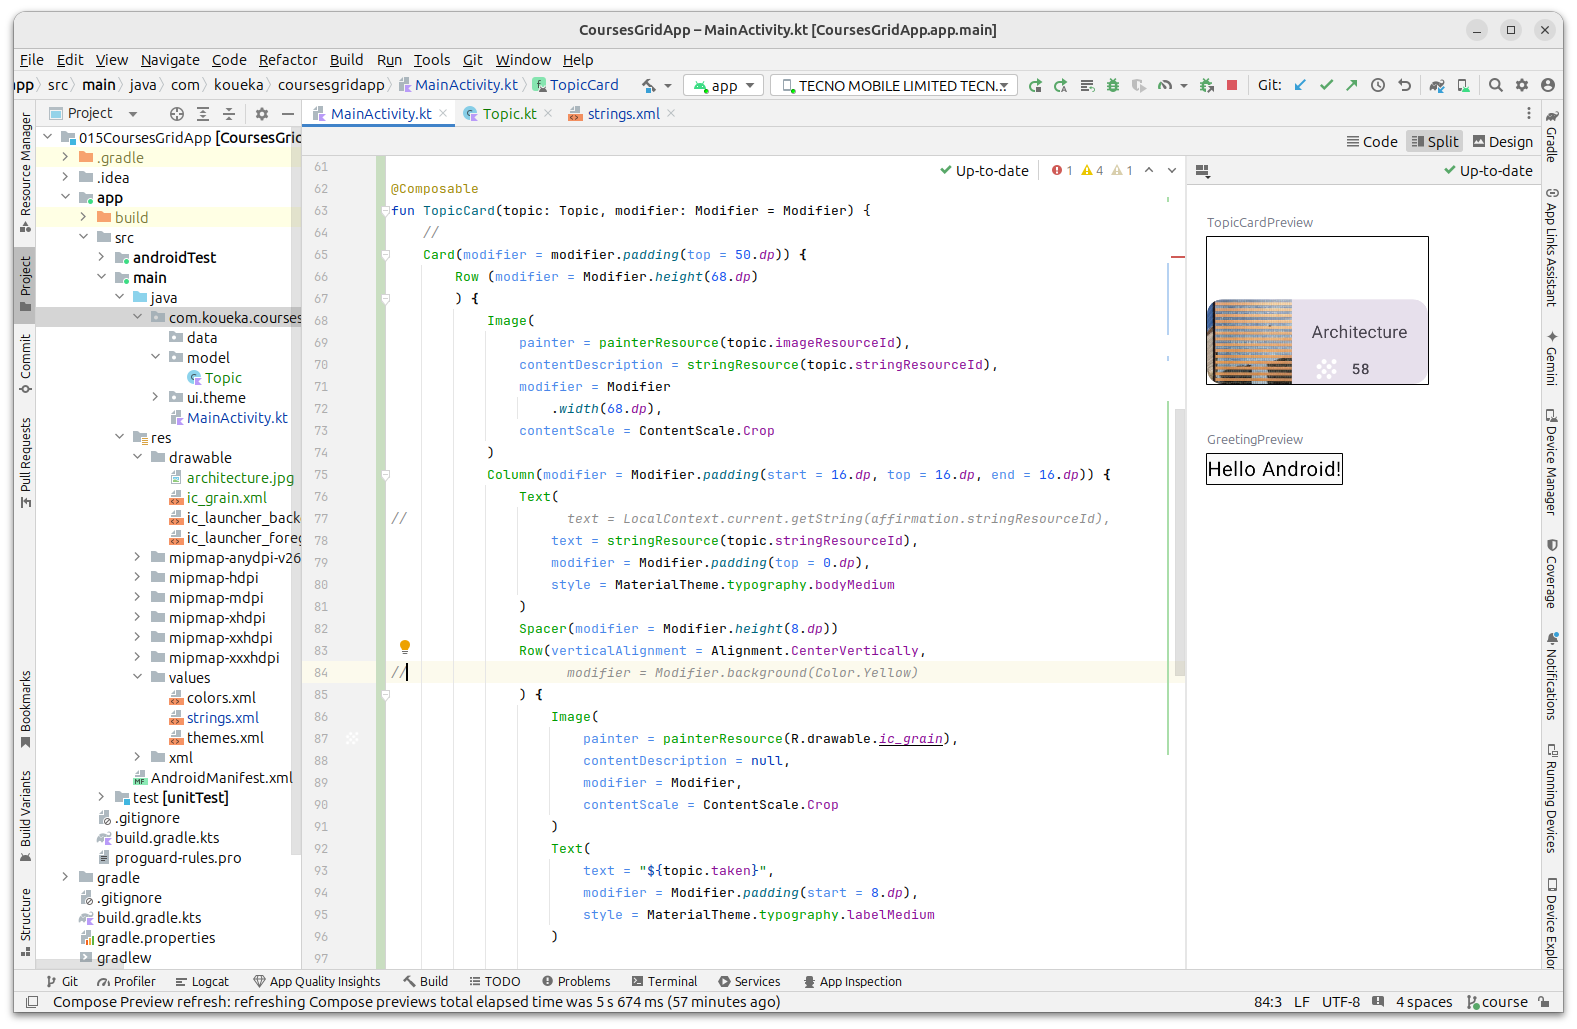 CoursesGridApp – MainActivity.kt [CoursesGridApp.app.main]
File Edit View Navigate Code Refactor Build Run Tools Git Window Help
app src main java com koueka coursesgridapp MainActivity.kt TopicCard app TECNO MOBILE LIMITED TECN... Git:
Project MainActivity.kt Topic.kt strings.xml
Code Split Design
Resource Manager
Project
Commit
Pull Requests
Bookmarks
Build Variants
Structure
015CoursesGridApp [CoursesGric
.gradle
.idea
app
build
src
androidTest
main
java
com.koueka.courses
data
model
Topic
ui.theme
MainActivity.kt
res
drawable
architecture.jpg
ic_grain.xml
ic_launcher_back
ic_launcher_foreg
mipmap-anydpi-v26
mipmap-hdpi
mipmap-mdpi
mipmap-xhdpi
mipmap-xxhdpi
mipmap-xxxhdpi
values
colors.xml
strings.xml
themes.xml
xml
AndroidManifest.xml
test [unitTest]
.gitignore
build.gradle.kts
proguard-rules.pro
gradle
.gitignore
build.gradle.kts
gradle.properties
gradlew
Up-to-date 1 4 1
61
62 @Composable
63 fun TopicCard(topic: Topic, modifier: Modifier = Modifier) {
64 //
65 Card(modifier = modifier.padding(top = 50.dp)) {
66 Row (modifier = Modifier.height(68.dp)
67 ) {
68 Image(
69 painter = painterResource(topic.imageResourceId),
70 contentDescription = stringResource(topic.stringResourceId),
71 modifier = Modifier
72 .width(68.dp),
73 contentScale = ContentScale.Crop
74 )
75 Column(modifier = Modifier.padding(start = 16.dp, top = 16.dp, end = 16.dp)) {
76 Text(
77 // text = LocalContext.current.getString(affirmation.stringResourceId),
78 text = stringResource(topic.stringResourceId),
79 modifier = Modifier.padding(top = 0.dp),
80 style = MaterialTheme.typography.bodyMedium
81 )
82 Spacer(modifier = Modifier.height(8.dp))
83 Row(verticalAlignment = Alignment.CenterVertically,
84 // modifier = Modifier.background(Color.Yellow)
85 ) {
86 Image(
87 painter = painterResource(R.drawable.ic_grain),
88 contentDescription = null,
89 modifier = Modifier,
90 contentScale = ContentScale.Crop
91 )
92 Text(
93 text = "${topic.taken}",
94 modifier = Modifier.padding(start = 8.dp),
95 style = MaterialTheme.typography.labelMedium
96 )
97
Up-to-date
TopicCardPreview
Architecture
58
GreetingPreview
Hello Android!
Gradle
App Links Assistant
Gemini
Device Manager
Coverage
Notifications
Running Devices
Device Explor
Git Profiler Logcat App Quality Insights Build TODO Problems Terminal Services App Inspection
Compose Preview refresh: refreshing Compose previews total elapsed time was 5 s 674 ms (57 minutes ago) 84:3 LF UTF-8 4 spaces course